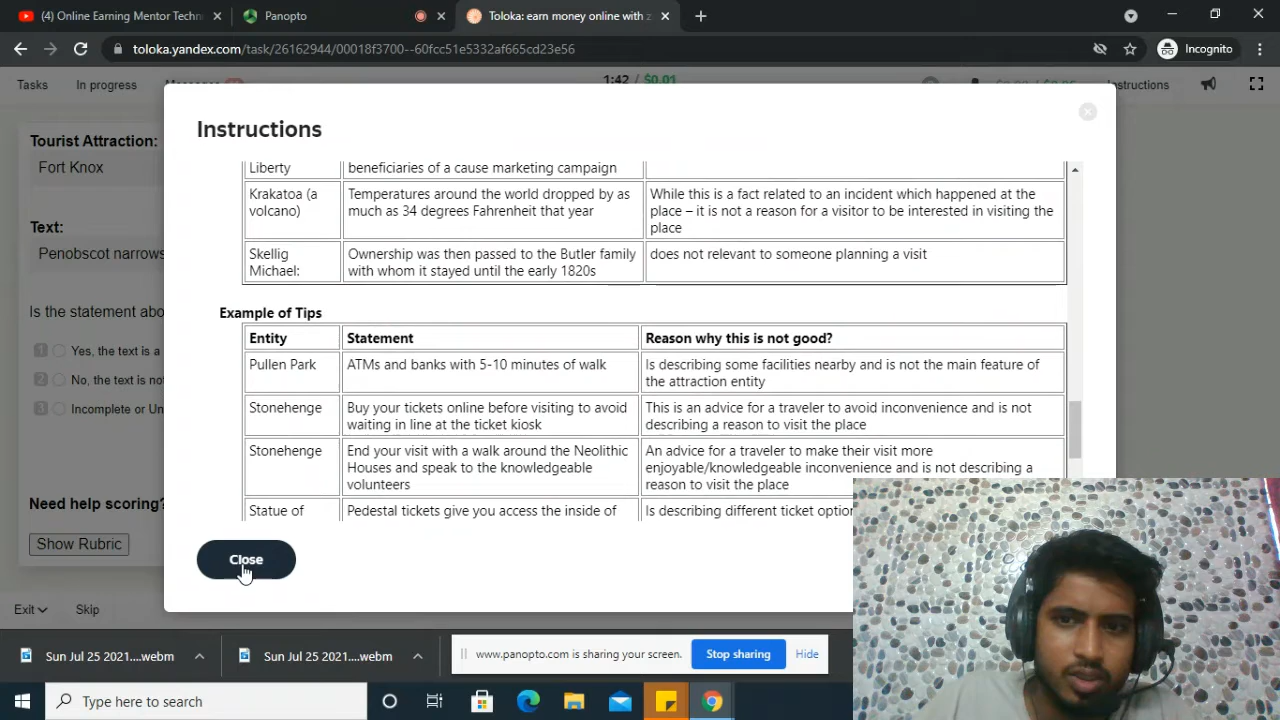 (4) Online Earning Mentor Techn
Panopto
Toloka: earn money online with z
toloka.yandex.com/task/26162944/00018f3700--60fcc51e5332af665cd23e56
Incognito
Tasks
In progress
1:42 / $0.01
Instructions
Tourist Attraction:
Fort Knox
Text:
Penobscot narrows
Is the statement abo
1 Yes, the text is a
2 No, the text is not
3 Incomplete or Un
Need help scoring?
Show Rubric
Exit
Skip
Instructions
Liberty
beneficiaries of a cause marketing campaign
Krakatoa (a volcano)
Temperatures around the world dropped by as
much as 34 degrees Fahrenheit that year
While this is a fact related to an incident which happened at the
place – it is not a reason for a visitor to be interested in visiting the
place
Skellig
Michael:
Ownership was then passed to the Butler family
with whom it stayed until the early 1820s
does not relevant to someone planning a visit
Example of Tips
Entity
Statement
Reason why this is not good?
Pullen Park
ATMs and banks with 5-10 minutes of walk
Is describing some facilities nearby and is not the main feature of
the attraction entity
Stonehenge
Buy your tickets online before visiting to avoid
waiting in line at the ticket kiosk
This is an advice for a traveler to avoid inconvenience and is not
describing a reason to visit the place
Stonehenge
End your visit with a walk around the Neolithic
Houses and speak to the knowledgeable
volunteers
An advice for a traveler to make their visit more
enjoyable/knowledgeable inconvenience and is not describing a
reason to visit the place
Statue of
Pedestal tickets give you access the inside of
Is describing different ticket option
Close
Sun Jul 25 2021....webm
Sun Jul 25 2021....webm
www.panopto.com is sharing your screen.
Stop sharing
Hide
Type here to search